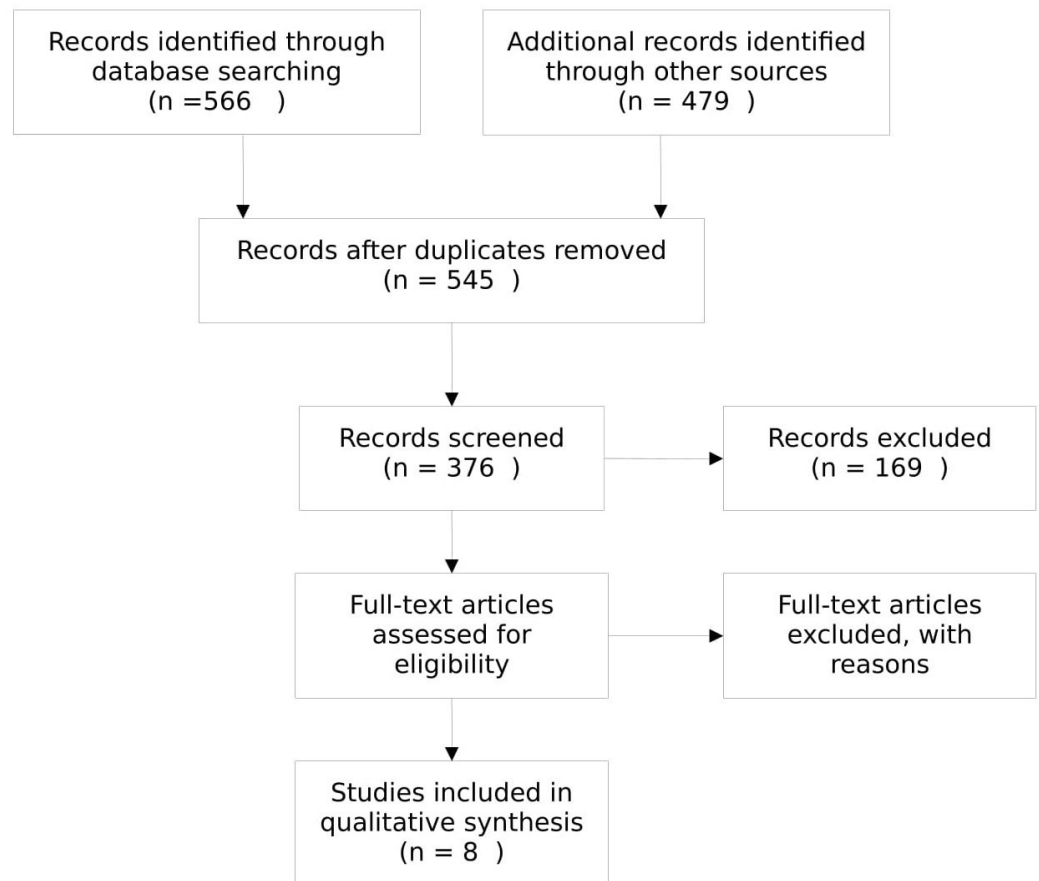 Records identified through
database searching
(n =566   )
Additional records identified
through other sources
(n = 479  )
Records after duplicates removed
(n = 545  )
Records screened
(n = 376  )
Records excluded
(n = 169  )
Full-text articles
assessed for
eligibility
Full-text articles
excluded, with
reasons
Studies included in
qualitative synthesis
(n = 8  )